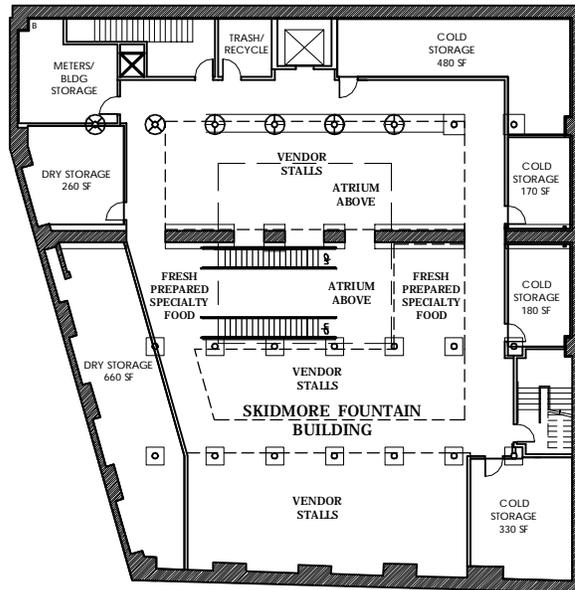 B
METERS/
BLDG
STORAGE
TRASH/
RECYCLE
COLD
STORAGE
480 SF
DRY STORAGE
260 SF
VENDOR
STALLS
ATRIUM
ABOVE
COLD
STORAGE
170 SF
FRESH
PREPARED
SPECIALTY
FOOD
ATRIUM
ABOVE
FRESH
PREPARED
SPECIALTY
FOOD
COLD
STORAGE
180 SF
DRY STORAGE
660 SF
VENDOR
STALLS
SKIDMORE FOUNTAIN
BUILDING
VENDOR
STALLS
COLD
STORAGE
330 SF